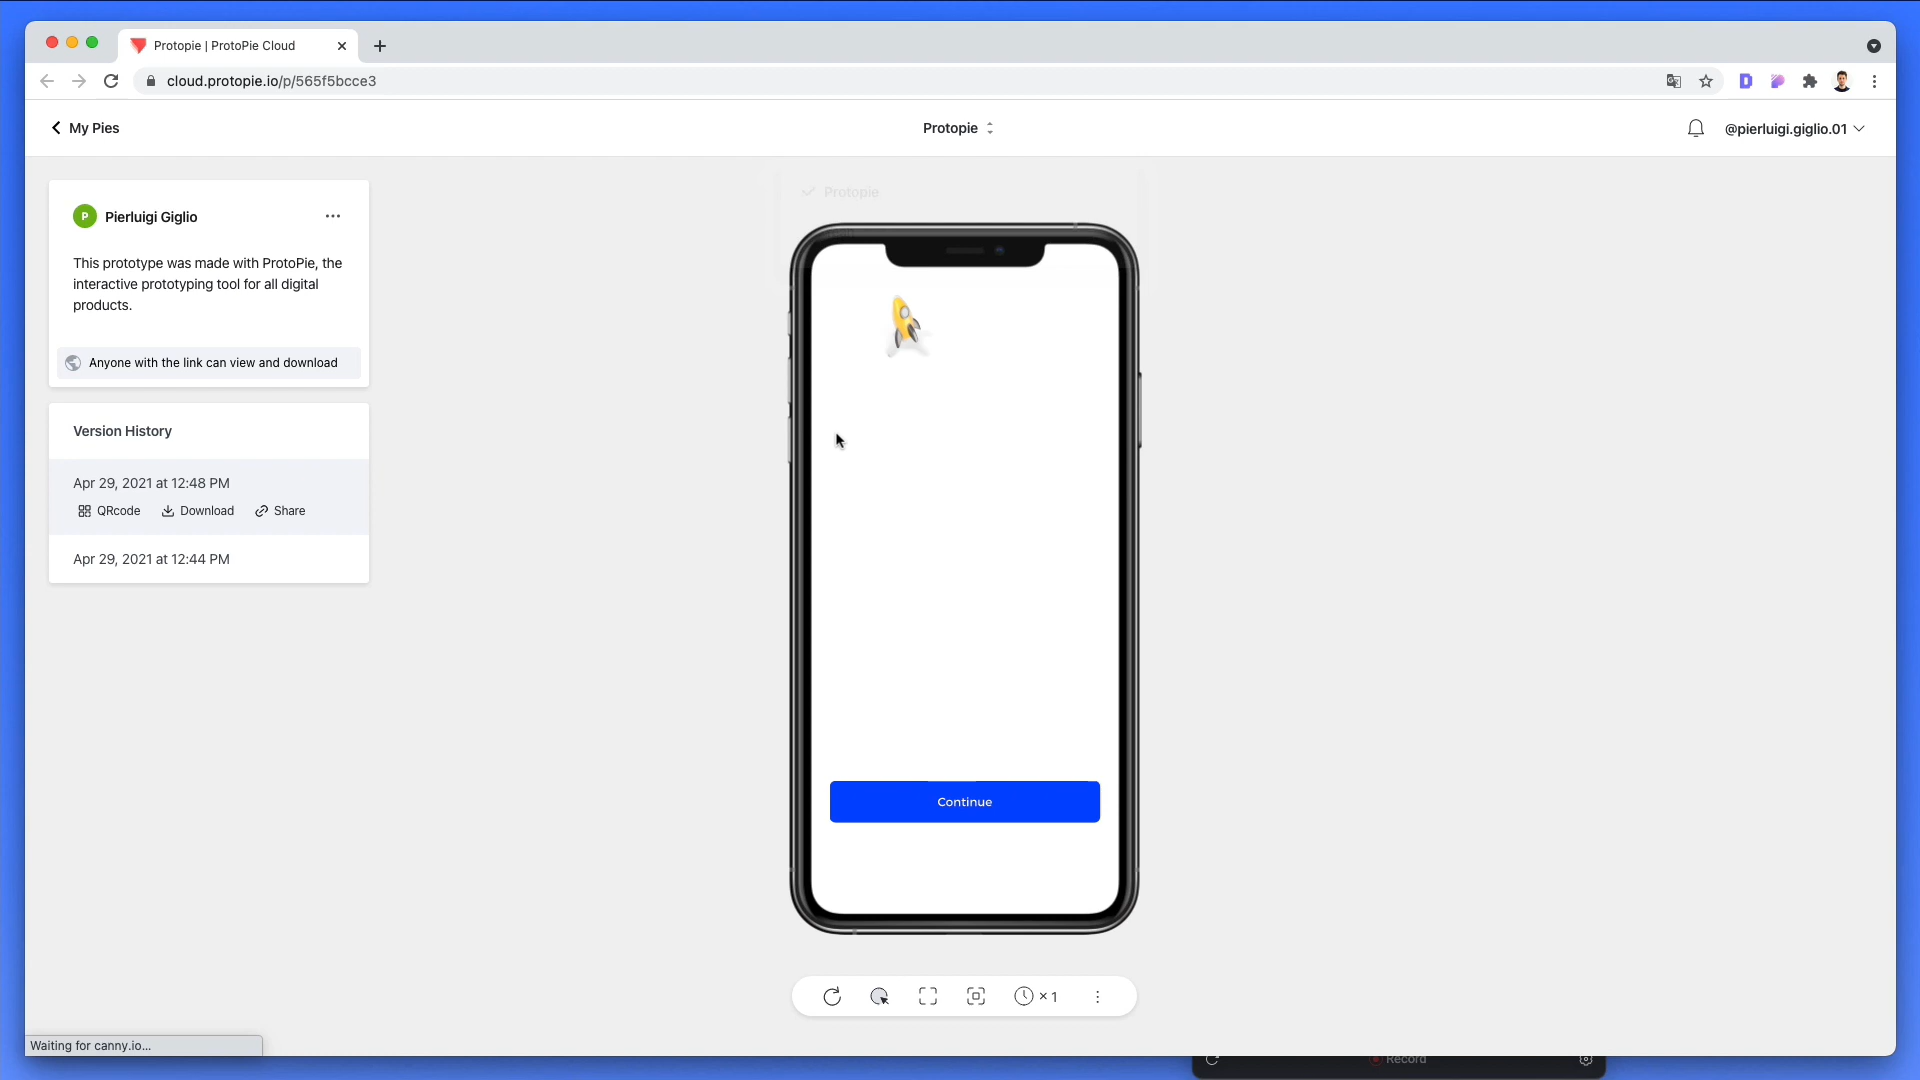 Protopie | ProtoPie Cloud
cloud.protopie.io/p/565f5bcce3
My Pies
Protopie
@pierluigi.giglio.01
Protopie
P
Pierluigi Giglio
This prototype was made with ProtoPie, the
interactive prototyping tool for all digital
products.
Anyone with the link can view and download
Version History
Apr 29, 2021 at 12:48 PM
QRcode
Download
Share
Apr 29, 2021 at 12:44 PM
Continue
× 1
Waiting for canny.io...
Record